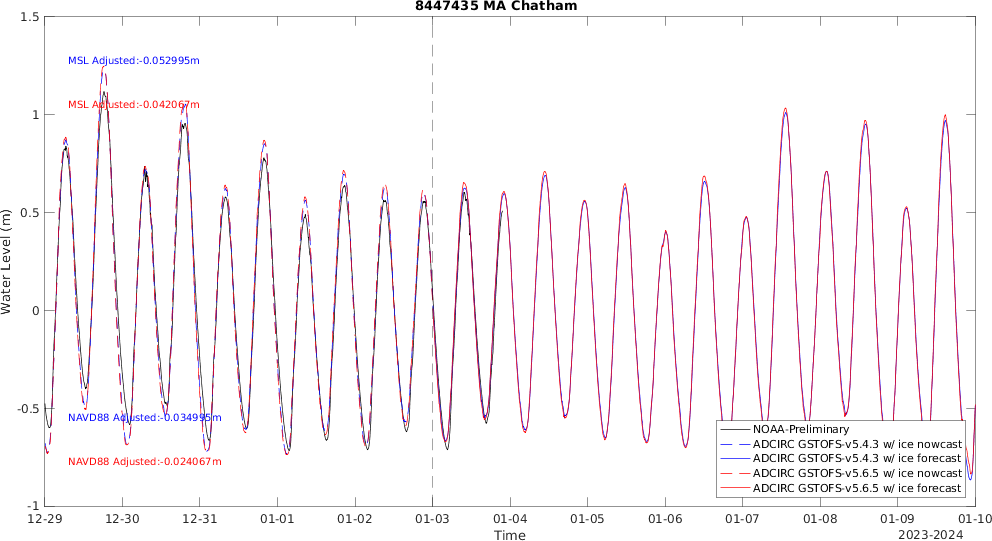 8447435 MA Chatham
1.5
MSL Adjusted:-0.052995m
MSL Adjusted:-0.042067m
1
0.5
Water Level (m)
0
-0.5
NAVD88 Adjusted:-0.034995m
NAVD88 Adjusted:-0.024067m
-1
NOAA-Preliminary
ADCIRC GSTOFS-v5.4.3 w/ ice nowcast
ADCIRC GSTOFS-v5.4.3 w/ ice forecast
ADCIRC GSTOFS-v5.6.5 w/ ice nowcast
ADCIRC GSTOFS-v5.6.5 w/ ice forecast
12-29 12-30 12-31 01-01 01-02 01-03 01-04 01-05 01-06 01-07 01-08 01-09 01-10
Time
2023-2024